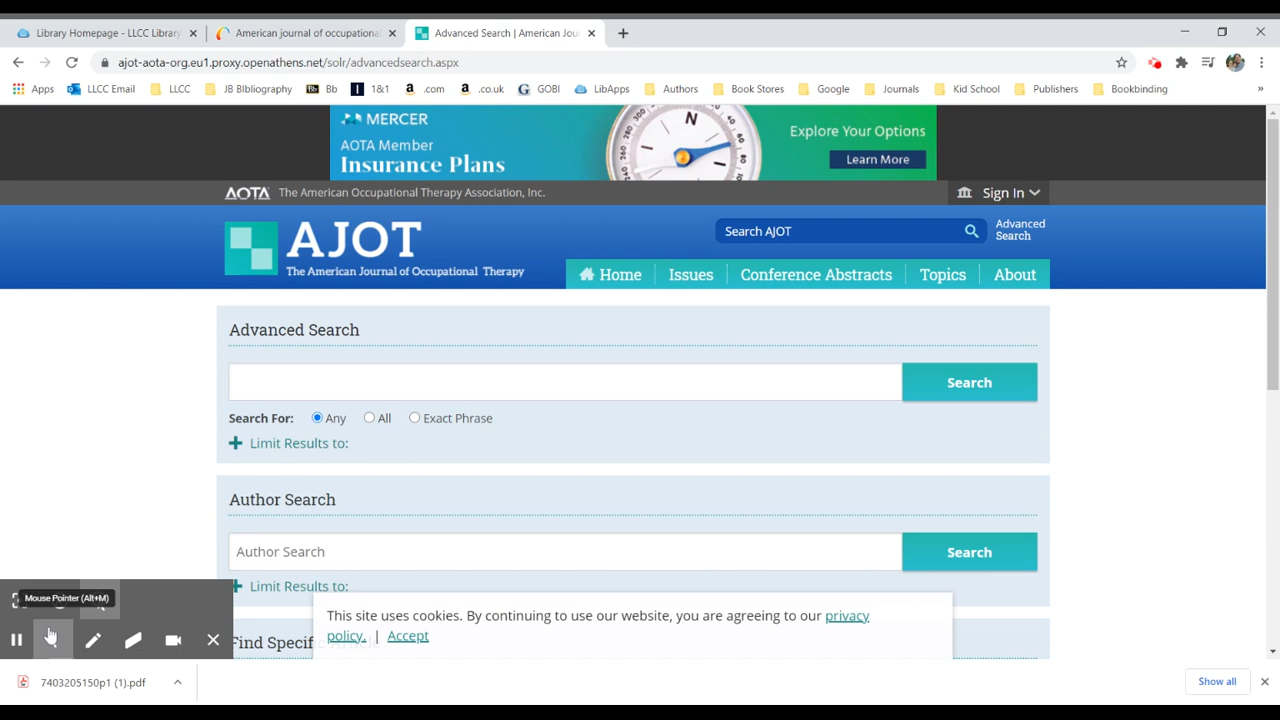 Library Homepage - LLCC Library
American journal of occupational
Advanced Search | American Jou
ajot-aota-org.eu1.proxy.openathens.net/solr/advancedsearch.aspx
Apps
LLCC Email
LLCC
JB BIbliography
Bb
1&1
.com
.co.uk
GOBI
LibApps
Authors
Book Stores
Google
Journals
Kid School
Publishers
Bookbinding
»
MERCER
AOTA Member
Insurance Plans
N
Explore Your Options
Learn More
AOTA The American Occupational Therapy Association, Inc.
Sign In
AJOT
The American Journal of Occupational Therapy
Search AJOT
Advanced
Search
Home
Issues
Conference Abstracts
Topics
About
Advanced Search
Search
Search For: Any All Exact Phrase
Limit Results to:
Author Search
Author Search
Search
Limit Results to:
Mouse Pointer (Alt+M)
This site uses cookies. By continuing to use our website, you are agreeing to our privacy
policy. | Accept
Find Specific
7403205150p1 (1).pdf
Show all